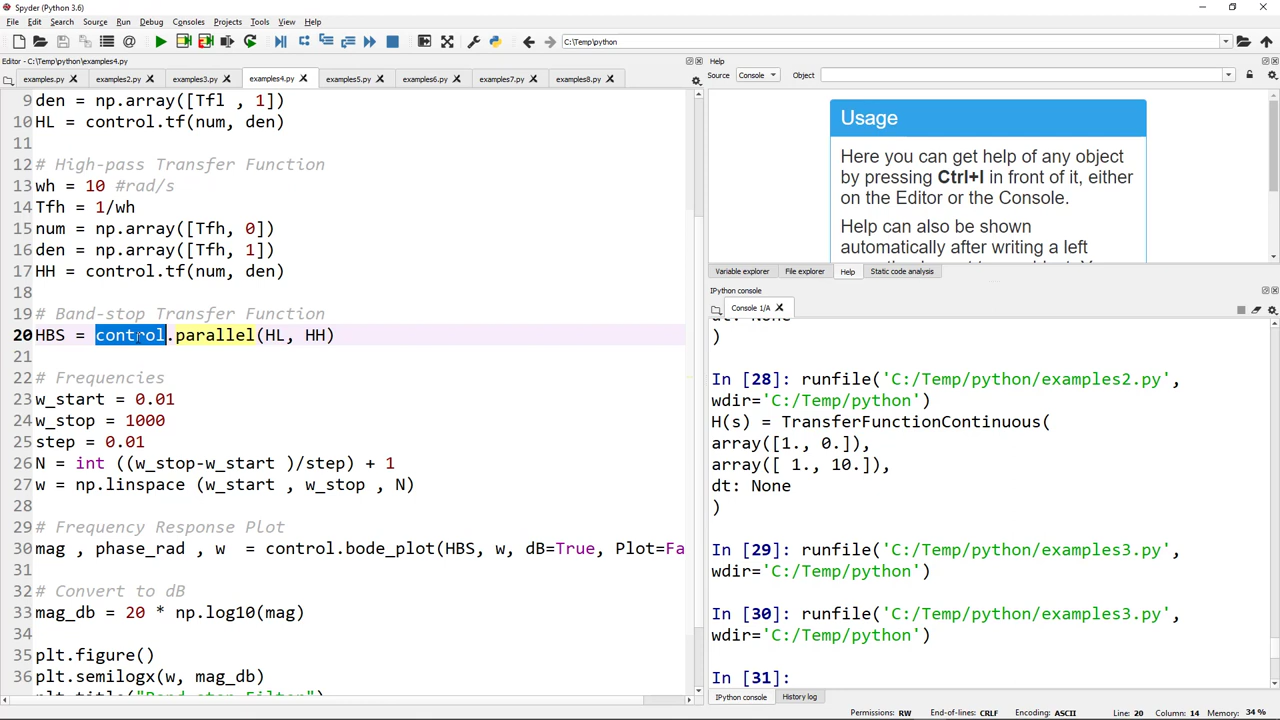 Spyder (Python 3.6)
File Edit Search Source Run Debug Consoles Projects Tools View Help
C:\Temp\python
Editor - C:\Temp\python\examples4.py
examples.py examples2.py examples3.py examples4.py examples5.py examples6.py examples7.py examples8.py
9 den = np.array([Tfl , 1])
10 HL = control.tf(num, den)
11
12 # High-pass Transfer Function
13 wh = 10 #rad/s
14 Tfh = 1/wh
15 num = np.array([Tfh, 0])
16 den = np.array([Tfh, 1])
17 HH = control.tf(num, den)
18
19 # Band-stop Transfer Function
20 HBS = control.parallel(HL, HH)
21
22 # Frequencies
23 w_start = 0.01
24 w_stop = 1000
25 step = 0.01
26 N = int ((w_stop-w_start )/step) + 1
27 w = np.linspace (w_start , w_stop , N)
28
29 # Frequency Response Plot
30 mag , phase_rad , w  = control.bode_plot(HBS, w, dB=True, Plot=Fa
31
32 # Convert to dB
33 mag_db = 20 * np.log10(mag)
34
35 plt.figure()
36 plt.semilogx(w, mag_db)
plt.title("Band-stop Filter")
Help
Source Console Object
Usage
Here you can get help of any object
by pressing Ctrl+I in front of it, either
on the Editor or the Console.
Help can also be shown
automatically after writing a left
Variable explorer File explorer Help Static code analysis
IPython console
Console 1/A
dt: None
)
In [28]: runfile('C:/Temp/python/examples2.py',
wdir='C:/Temp/python')
H(s) = TransferFunctionContinuous(
array([1., 0.]),
array([ 1., 10.]),
dt: None
)
In [29]: runfile('C:/Temp/python/examples3.py',
wdir='C:/Temp/python')
In [30]: runfile('C:/Temp/python/examples3.py',
wdir='C:/Temp/python')
In [31]:
IPython console History log
Permissions: RW End-of-lines: CRLF Encoding: ASCII Line: 20 Column: 14 Memory: 34 %